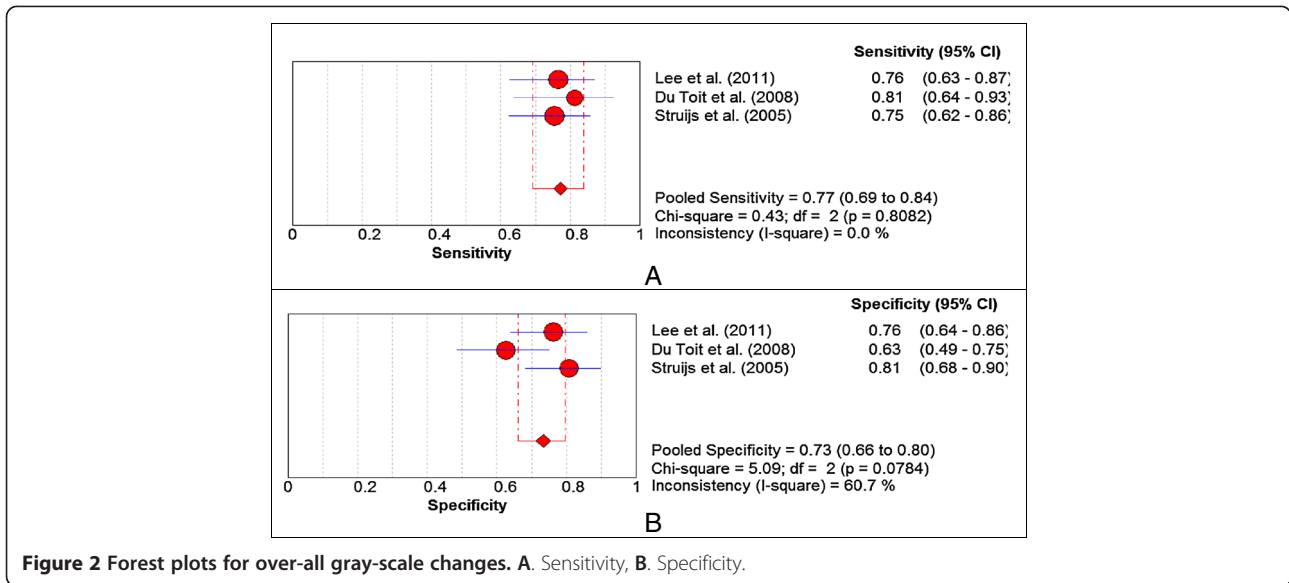 Sensitivity (95% CI)
Lee et al. (2011) 0.76 (0.63 - 0.87)
Du Toit et al. (2008) 0.81 (0.64 - 0.93)
Struijs et al. (2005) 0.75 (0.62 - 0.86)
Pooled Sensitivity = 0.77 (0.69 to 0.84)
Chi-square = 0.43; df = 2 (p = 0.8082)
Inconsistency (I-square) = 0.0 %
0 0.2 0.4 0.6 0.8 1
Sensitivity
A
Specificity (95% CI)
Lee et al. (2011) 0.76 (0.64 - 0.86)
Du Toit et al. (2008) 0.63 (0.49 - 0.75)
Struijs et al. (2005) 0.81 (0.68 - 0.90)
Pooled Specificity = 0.73 (0.66 to 0.80)
Chi-square = 5.09; df = 2 (p = 0.0784)
Inconsistency (I-square) = 60.7 %
0 0.2 0.4 0.6 0.8 1
Specificity
B
Figure 2 Forest plots for over-all gray-scale changes. A. Sensitivity, B. Specificity.